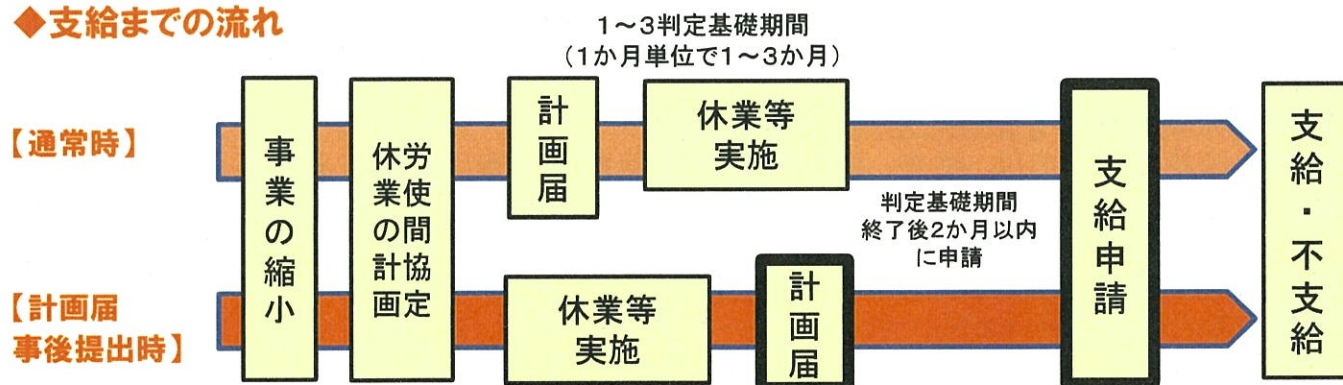 ◆支給までの流れ
1～3判定基礎期間
（1か月単位で1～3か月）
【通常時】
事業の縮小
労使間協定
休業の計画
計画届
休業等
実施
判定基礎期間
終了後2か月以内
に申請
支給申請
支給・不支給
【計画届
事後提出時】
休業等
実施
計画届